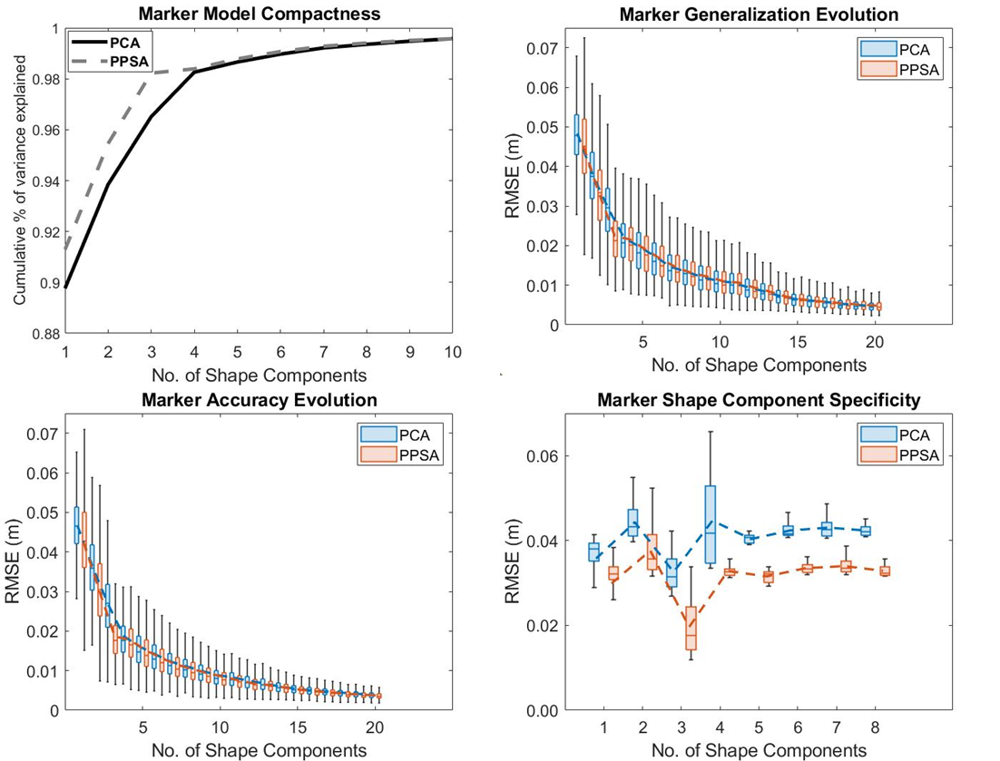 Marker Model Compactness
Cumulative % of variance explained
1
0.98
0.96
0.94
0.92
0.9
0.88
PCA
PPSA
1 2 3 4 5 6 7 8 9 10
No. of Shape Components
Marker Generalization Evolution
RMSE (m)
0.07
0.06
0.05
0.04
0.03
0.02
0.01
0
PCA
PPSA
5 10 15 20
No. of Shape Components
Marker Accuracy Evolution
RMSE (m)
0.07
0.06
0.05
0.04
0.03
0.02
0.01
0
PCA
PPSA
5 10 15 20
No. of Shape Components
Marker Shape Component Specificity
RMSE (m)
0.06
0.04
0.02
0.00
PCA
PPSA
1 2 3 4 5 6 7 8
No. of Shape Components